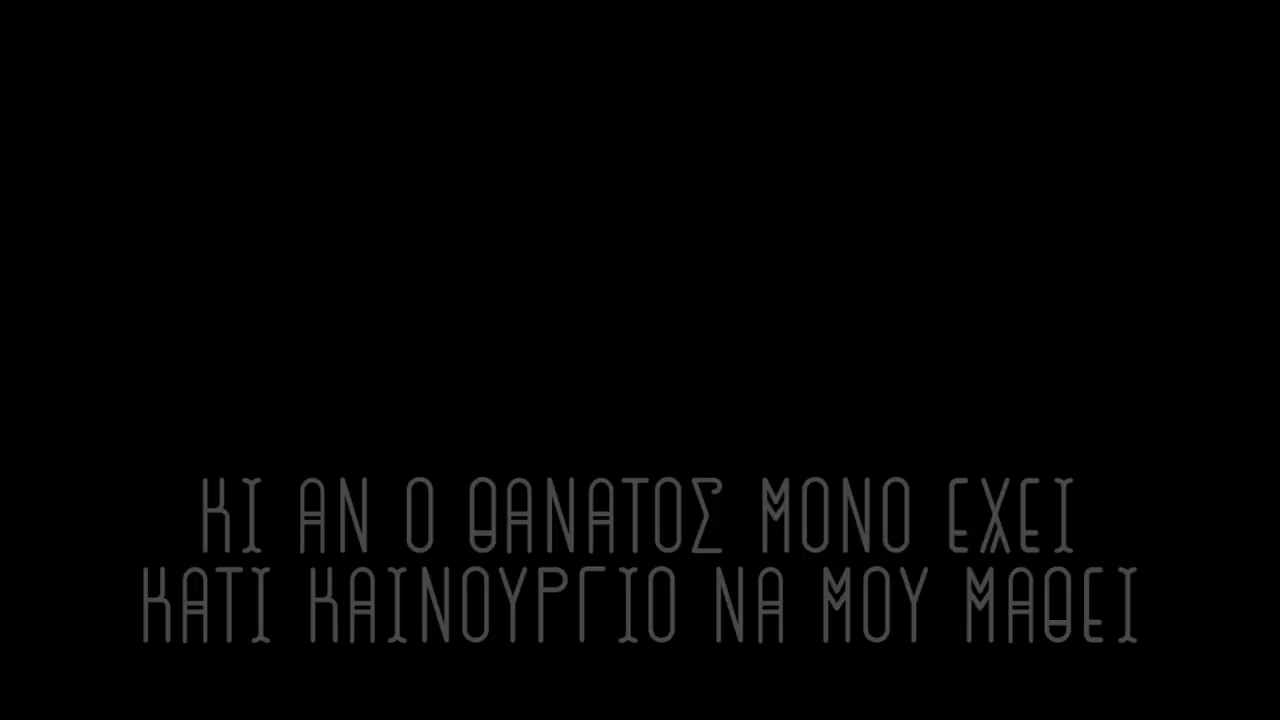 ΚΙ ΑΝ Ο ΘΑΝΑΤΟΣ ΜΟΝΟ ΕΧΕΙ
ΚΑΤΙ ΚΑΙΝΟΥΡΓΙΟ ΝΑ ΜΟΥ ΜΑΘΕΙ